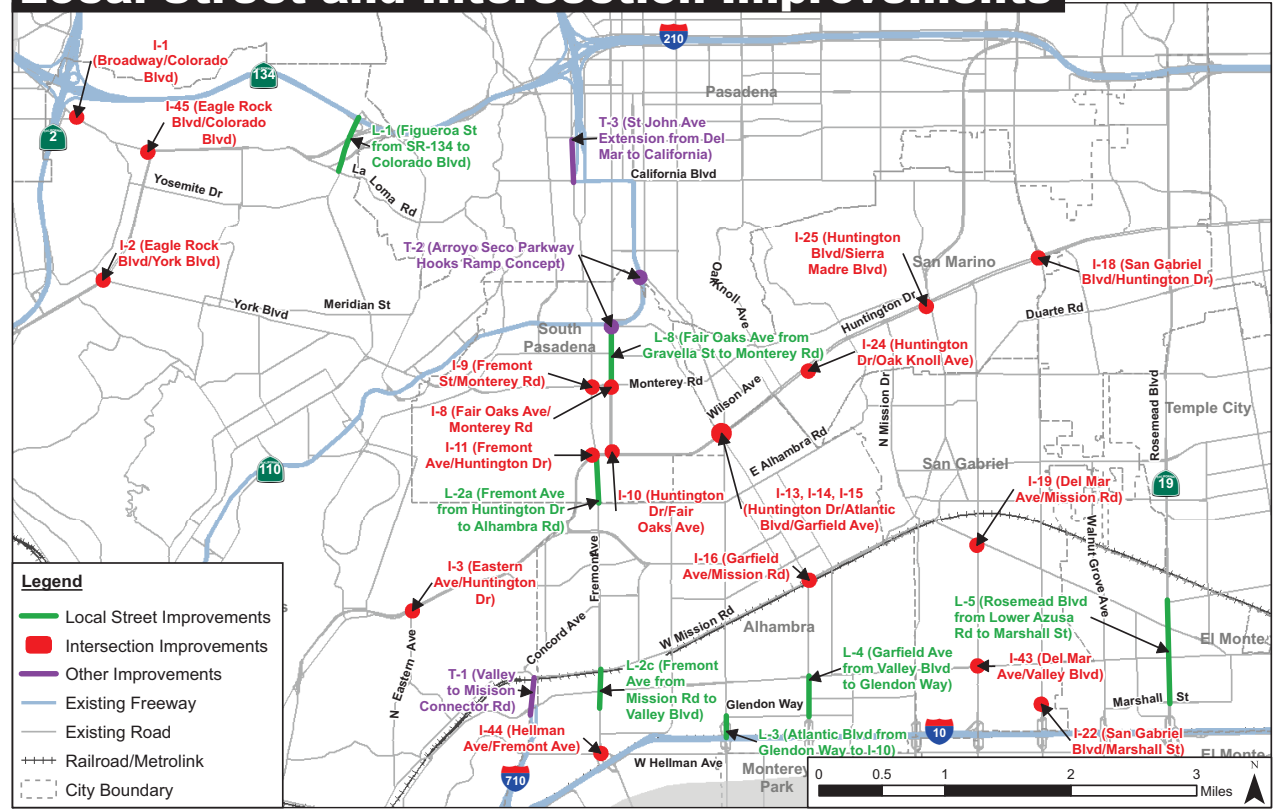 Local Street and Intersection Improvements
I-1
(Broadway/Colorado
Blvd)
134
210
Pasadena
I-45 (Eagle Rock
Blvd/Colorado
Blvd)
2
L-1 (Figueroa St
from SR-134 to
Colorado Blvd)
T-3 (St John Ave
Extension from Del
Mar to California)
California Blvd
La Loma Rd
Yosemite Dr
I-2 (Eagle Rock
Blvd/York Blvd)
T-2 (Arroyo Seco Parkway
Hooks Ramp Concept)
Oak Knoll Ave
I-25 (Huntington
Blvd/Sierra
Madre Blvd)
San Marino
I-18 (San Gabriel
Blvd/Huntington Dr)
York Blvd
Meridian St
Huntington Dr
Duarte Rd
South
Pasadena
L-8 (Fair Oaks Ave from
Gravella St to Monterey Rd)
I-24 (Huntington
Dr/Oak Knoll Ave)
I-9 (Fremont
St/Monterey Rd)
Monterey Rd
Wilson Ave
N Mission Dr
Rosemead Blvd
Temple City
I-8 (Fair Oaks Ave/
Monterey Rd
I-11 (Fremont
Ave/Huntington Dr)
E Alhambra Rd
San Gabriel
110
19
L-2a (Fremont Ave
from Huntington Dr
to Alhambra Rd)
I-10 (Huntington
Dr/Fair
Oaks Ave)
I-13, I-14, I-15
(Huntington Dr/Atlantic
Blvd/Garfield Ave)
I-19 (Del Mar
Ave/Mission Rd)
Walnut Grove Ave
FremontAve
I-16 (Garfield
Ave/Mission Rd)
I-3 (Eastern
Ave/Huntington
Dr)
L-5 (Rosemead Blvd
from Lower Azusa
Rd to Marshall St)
W Mission Rd
Alhambra
El Monte
Concord Ave
N Eastern Ave
T-1 (Valley
to Misison
Connector Rd)
L-2c (Fremont
Ave from
Mission Rd to
Valley Blvd)
L-4 (Garfield Ave
from Valley Blvd
to Glendon Way)
I-43 (Del Mar
Ave/Valley Blvd)
Glendon Way
Marshall St
I-44 (Hellman
Ave/Fremont Ave)
L-3 (Atlantic Blvd from
Glendon Way to I-10)
10
I-22 (San Gabriel
Blvd/Marshall St)
El Monte
W Hellman Ave
Monterey
Park
710
Legend
Local Street Improvements
Intersection Improvements
Other Improvements
Existing Freeway
Existing Road
Railroad/Metrolink
City Boundary
0 0.5 1 2 3
Miles
N